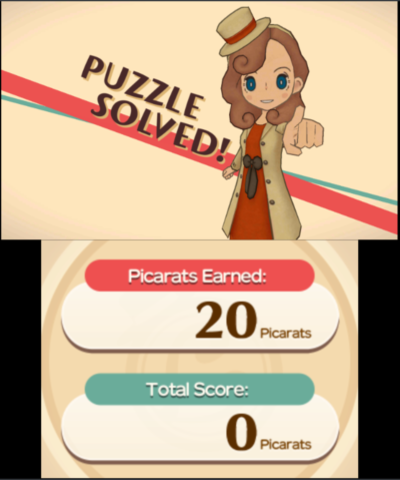 PUZZLE
SOLVED!
Picarats Earned:
20 Picarats
Total Score:
0 Picarats